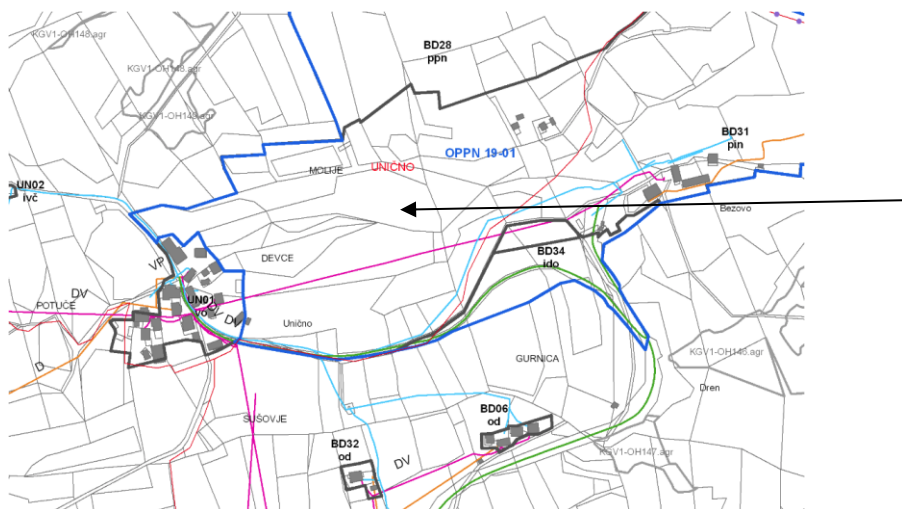 KGV1-OH148.agr
BD28
ppn
KGV1-OH148.agr
KGV1-OH149.agr
BD31
pin
OPPN 19-01
MOLIJE
UNIČNO
UN02
ivč
Bezovo
VP
DEVCE
BD34
ido
DV
POTUČE
UN01
DV
Unično
KGV1-OH146.agr
GURNICA
D
Dren
BD06
od
SUŠOVJE
BD32
od
DV
KGV1-OH147.agr